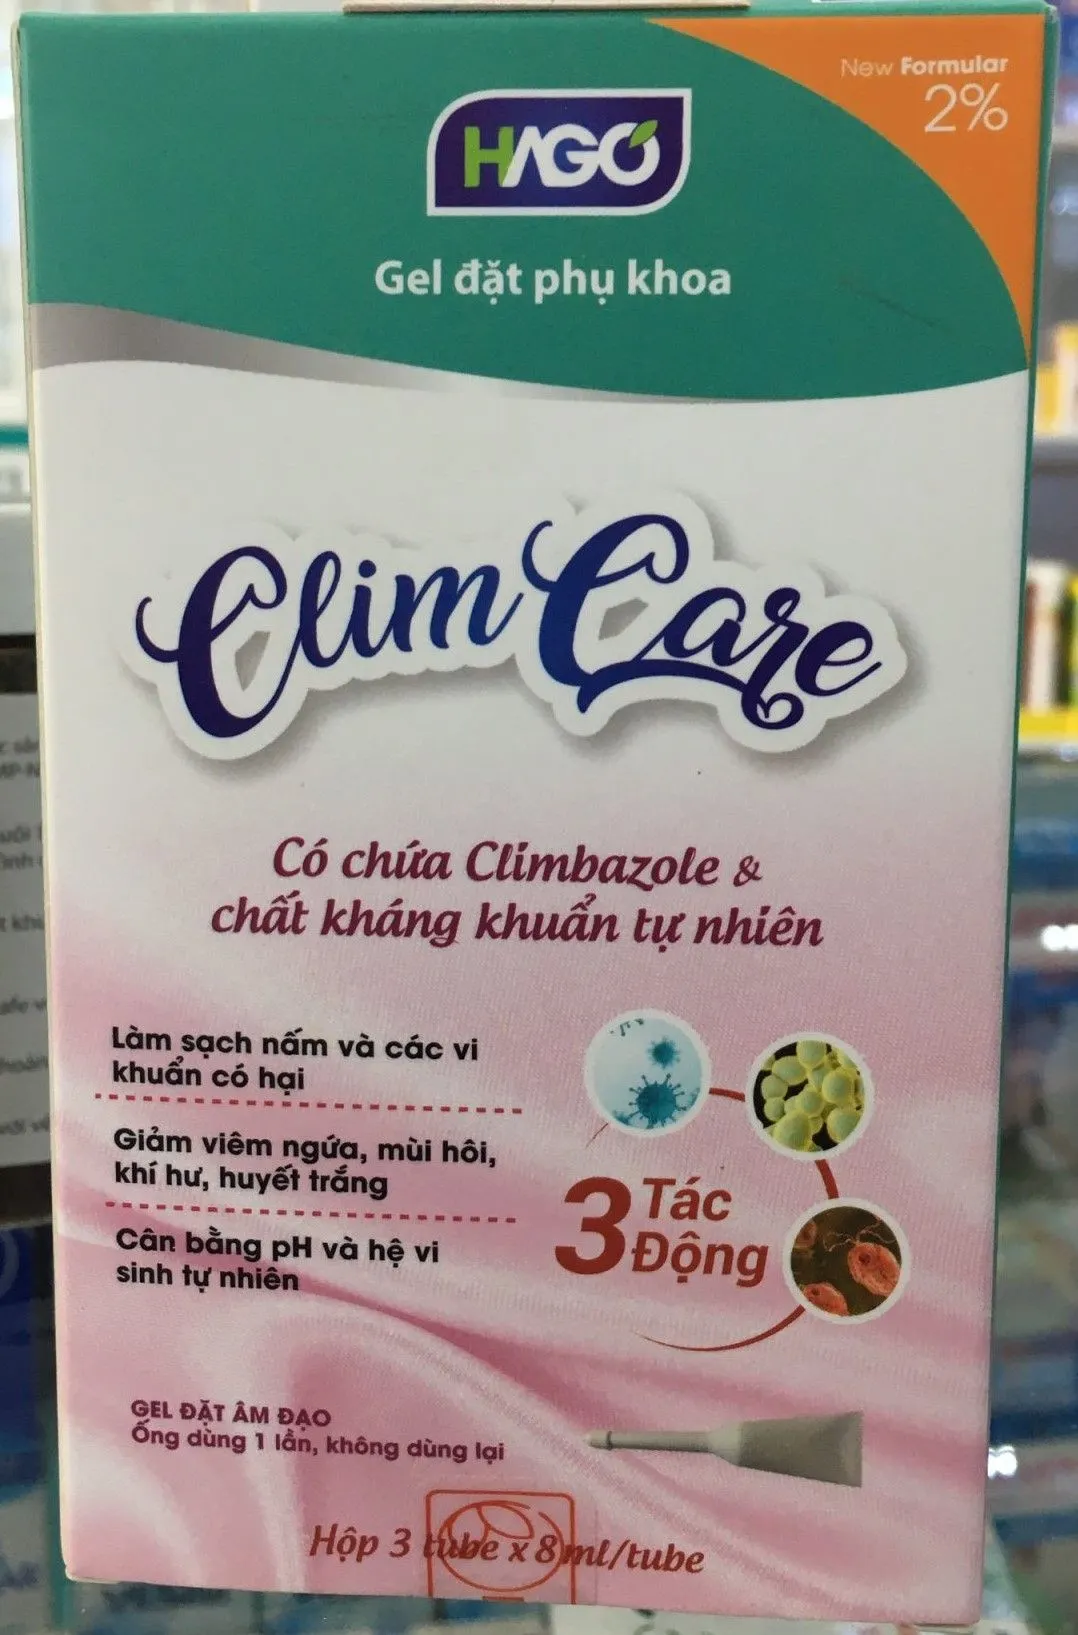 New Formular
2%
HAGO
Gel đặt phụ khoa
Clim Care
Có chứa Climbazole &
chất kháng khuẩn tự nhiên
Làm sạch nấm và các vi
khuẩn có hại
Giảm viêm ngứa, mùi hôi,
khí hư, huyết trắng
Cân bằng pH và hệ vi
sinh tự nhiên
3 Tác
Động
GEL ĐẶT ÂM ĐẠO
Ống dùng 1 lần, không dùng lại
Hộp 3 tube x 8 ml/tube